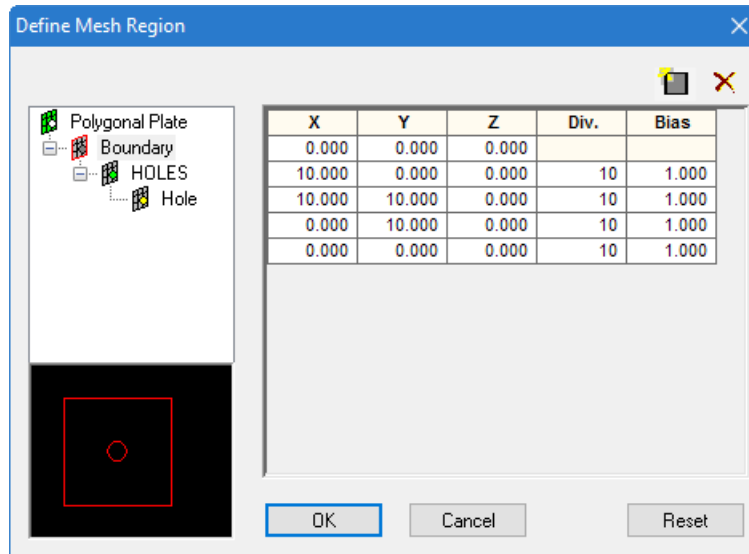 Define Mesh Region
Polygonal Plate
Boundary
HOLES
Hole
X Y Z Div. Bias
0.000 0.000 0.000
10.000 0.000 0.000 10 1.000
10.000 10.000 0.000 10 1.000
0.000 10.000 0.000 10 1.000
0.000 0.000 0.000 10 1.000
OK Cancel Reset